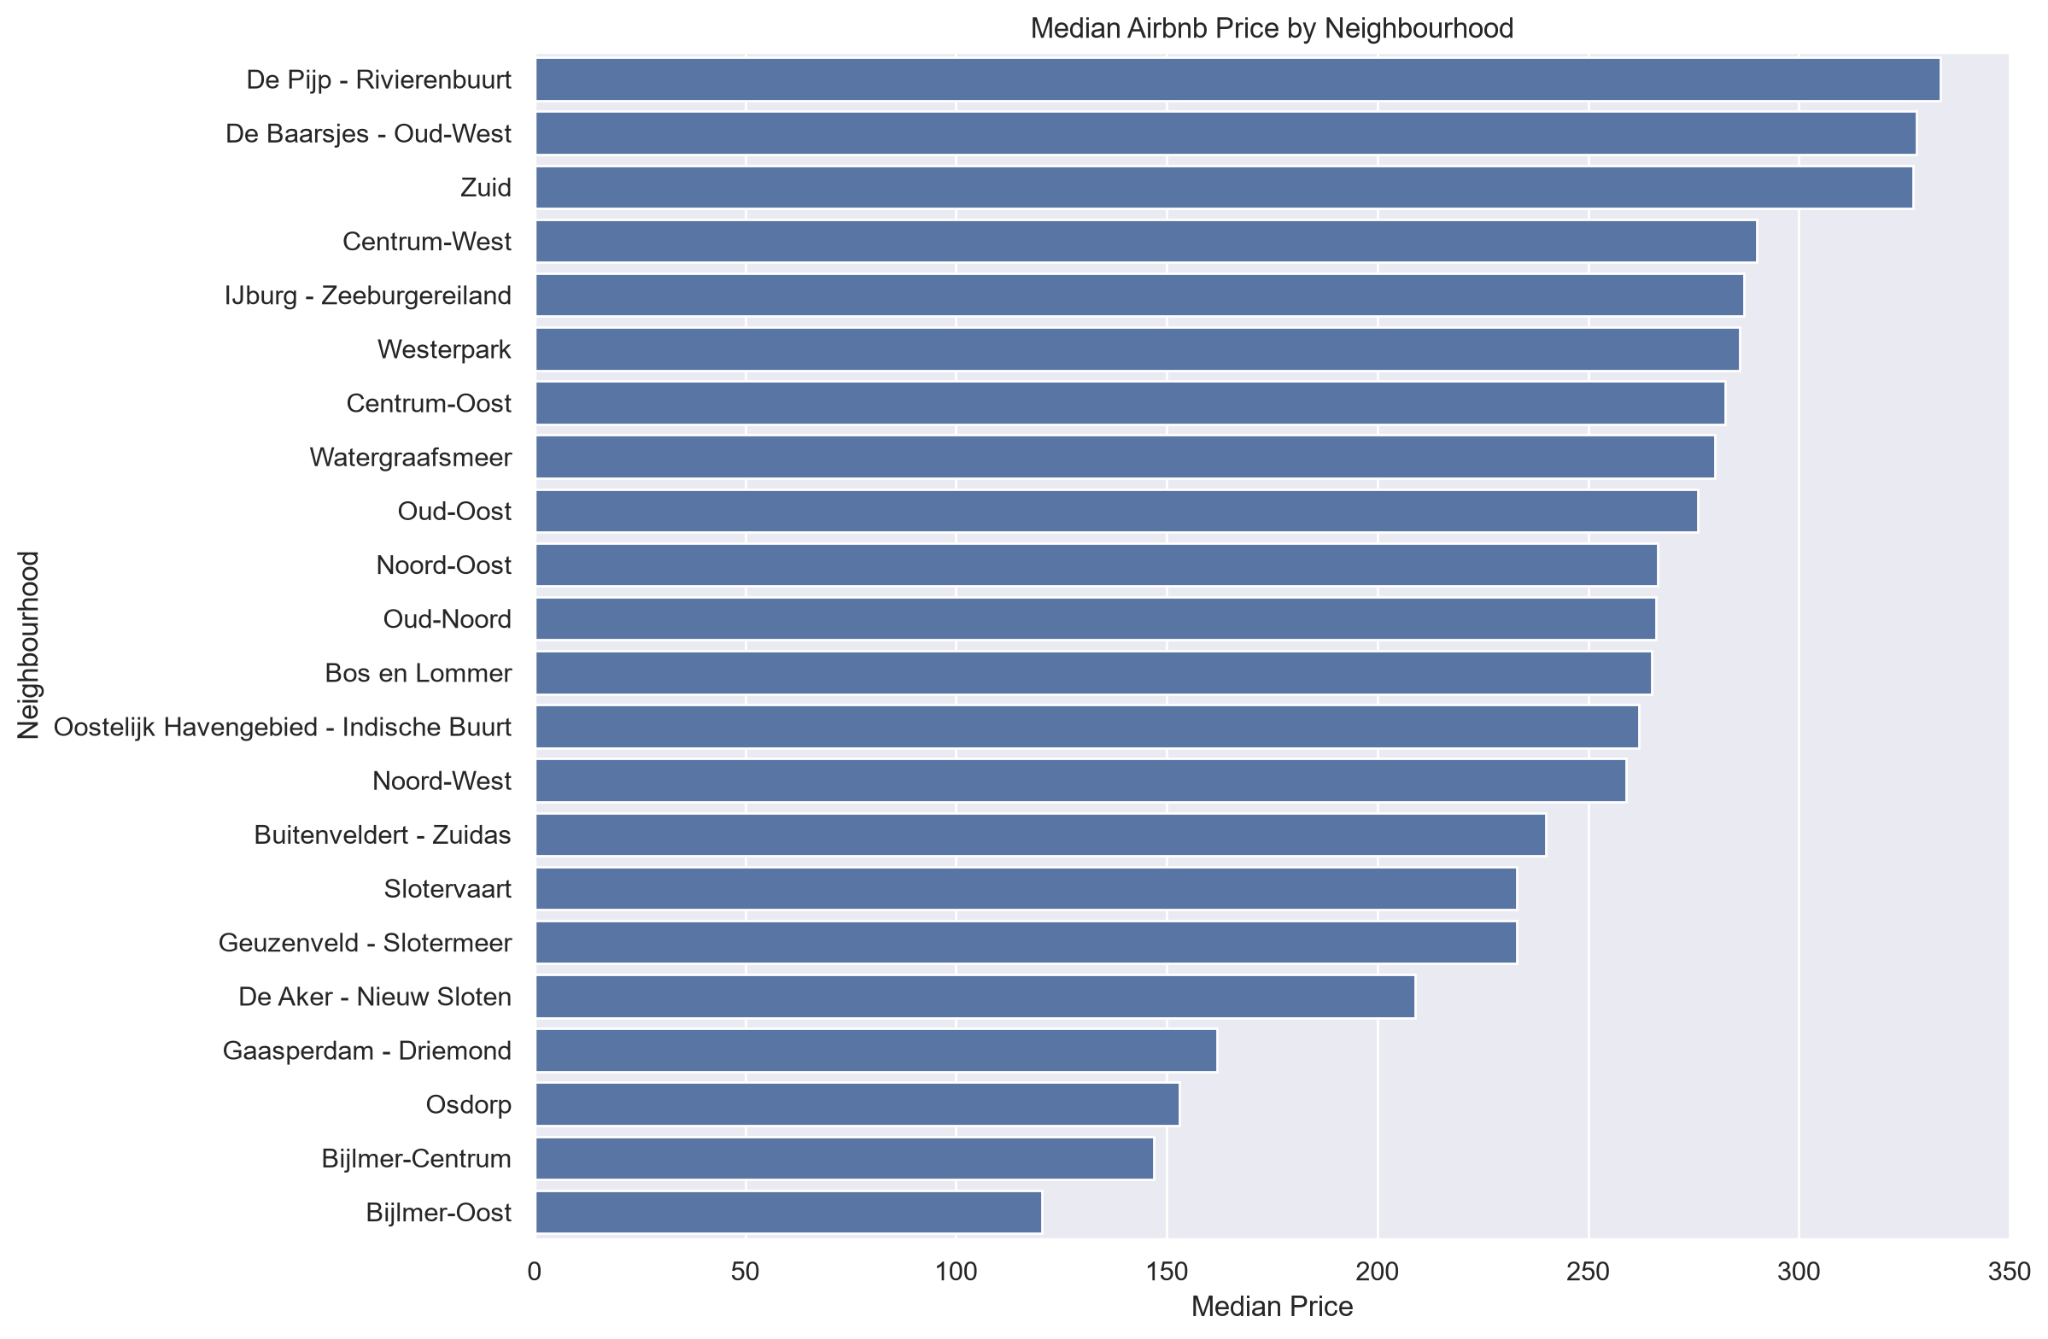 Median Airbnb Price by Neighbourhood
De Pijp - Rivierenbuurt
De Baarsjes - Oud-West
Zuid
Centrum-West
IJburg - Zeeburgereiland
Westerpark
Centrum-Oost
Watergraafsmeer
Oud-Oost
Noord-Oost
Oud-Noord
Bos en Lommer
Oostelijk Havengebied - Indische Buurt
Noord-West
Buitenveldert - Zuidas
Slotervaart
Geuzenveld - Slotermeer
De Aker - Nieuw Sloten
Gaasperdam - Driemond
Osdorp
Bijlmer-Centrum
Bijlmer-Oost
Neighbourhood
0 50 100 150 200 250 300 350
Median Price